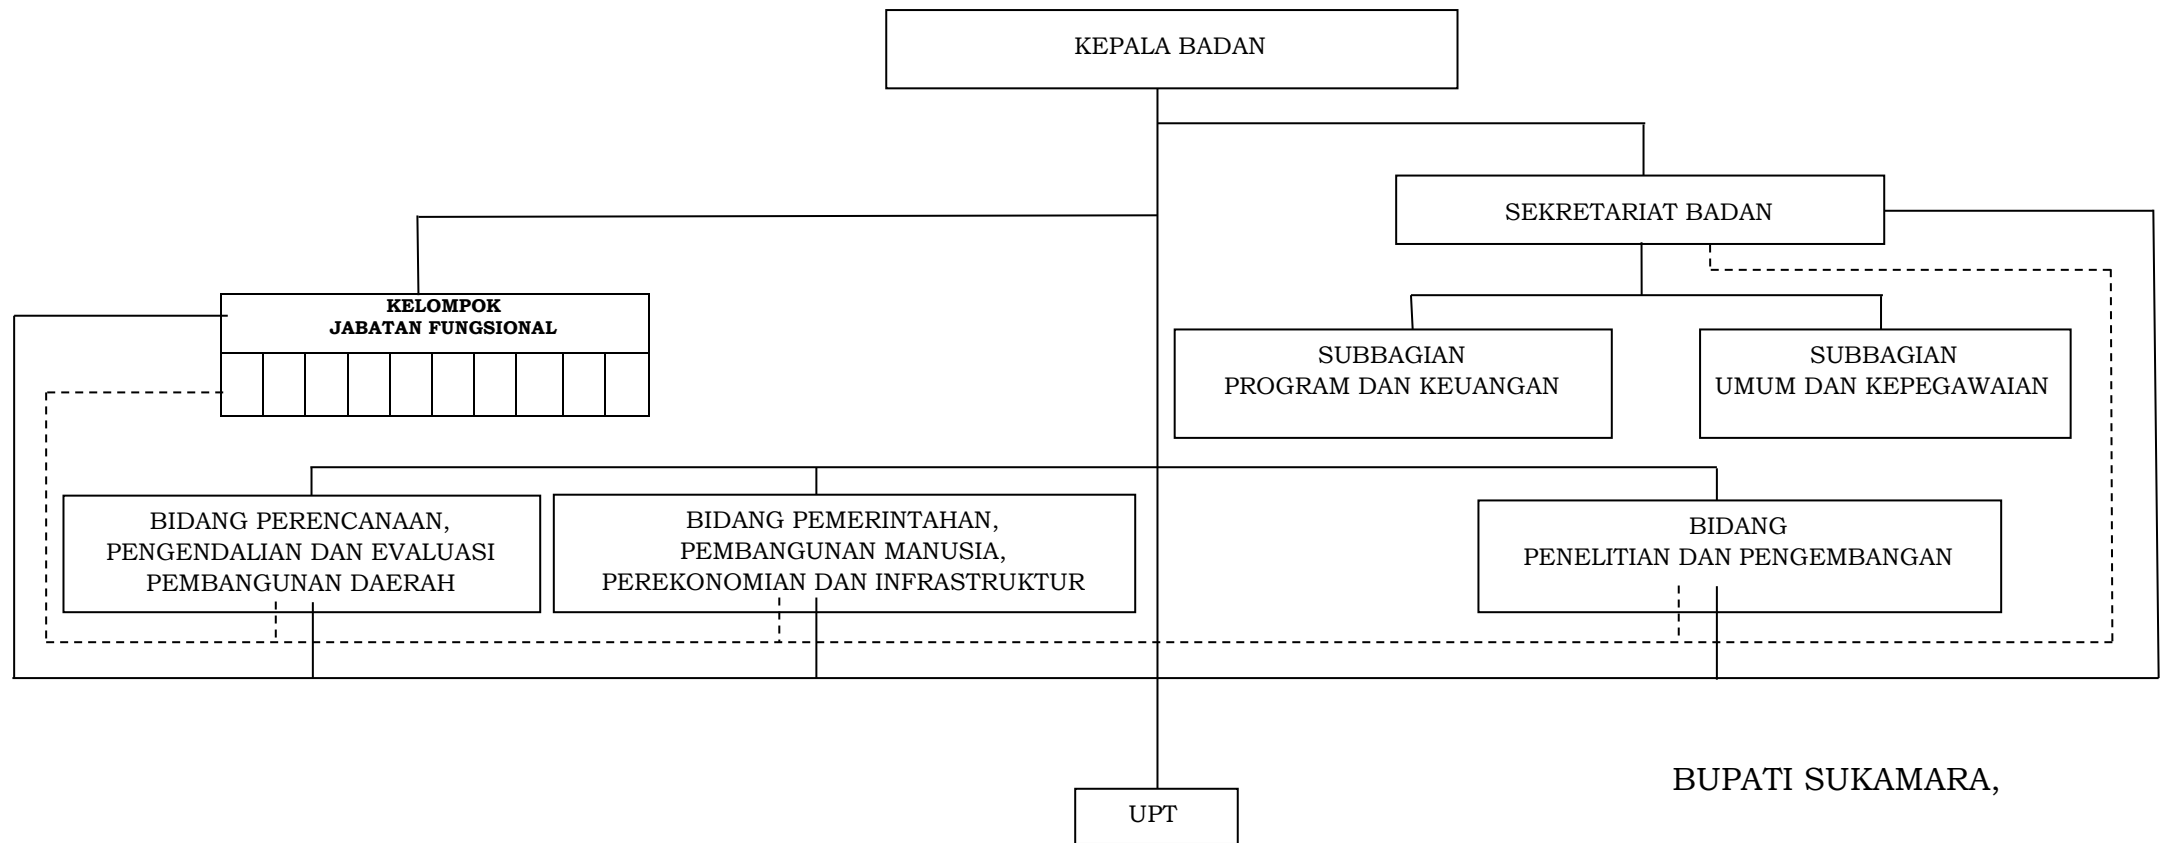 KEPALA BADAN
SEKRETARIAT BADAN
KELOMPOK
JABATAN FUNGSIONAL
SUBBAGIAN
PROGRAM DAN KEUANGAN
SUBBAGIAN
UMUM DAN KEPEGAWAIAN
BIDANG PERENCANAAN,
PENGENDALIAN DAN EVALUASI
PEMBANGUNAN DAERAH
BIDANG PEMERINTAHAN,
PEMBANGUNAN MANUSIA,
PEREKONOMIAN DAN INFRASTRUKTUR
BIDANG
PENELITIAN DAN PENGEMBANGAN
BUPATI SUKAMARA,
UPT